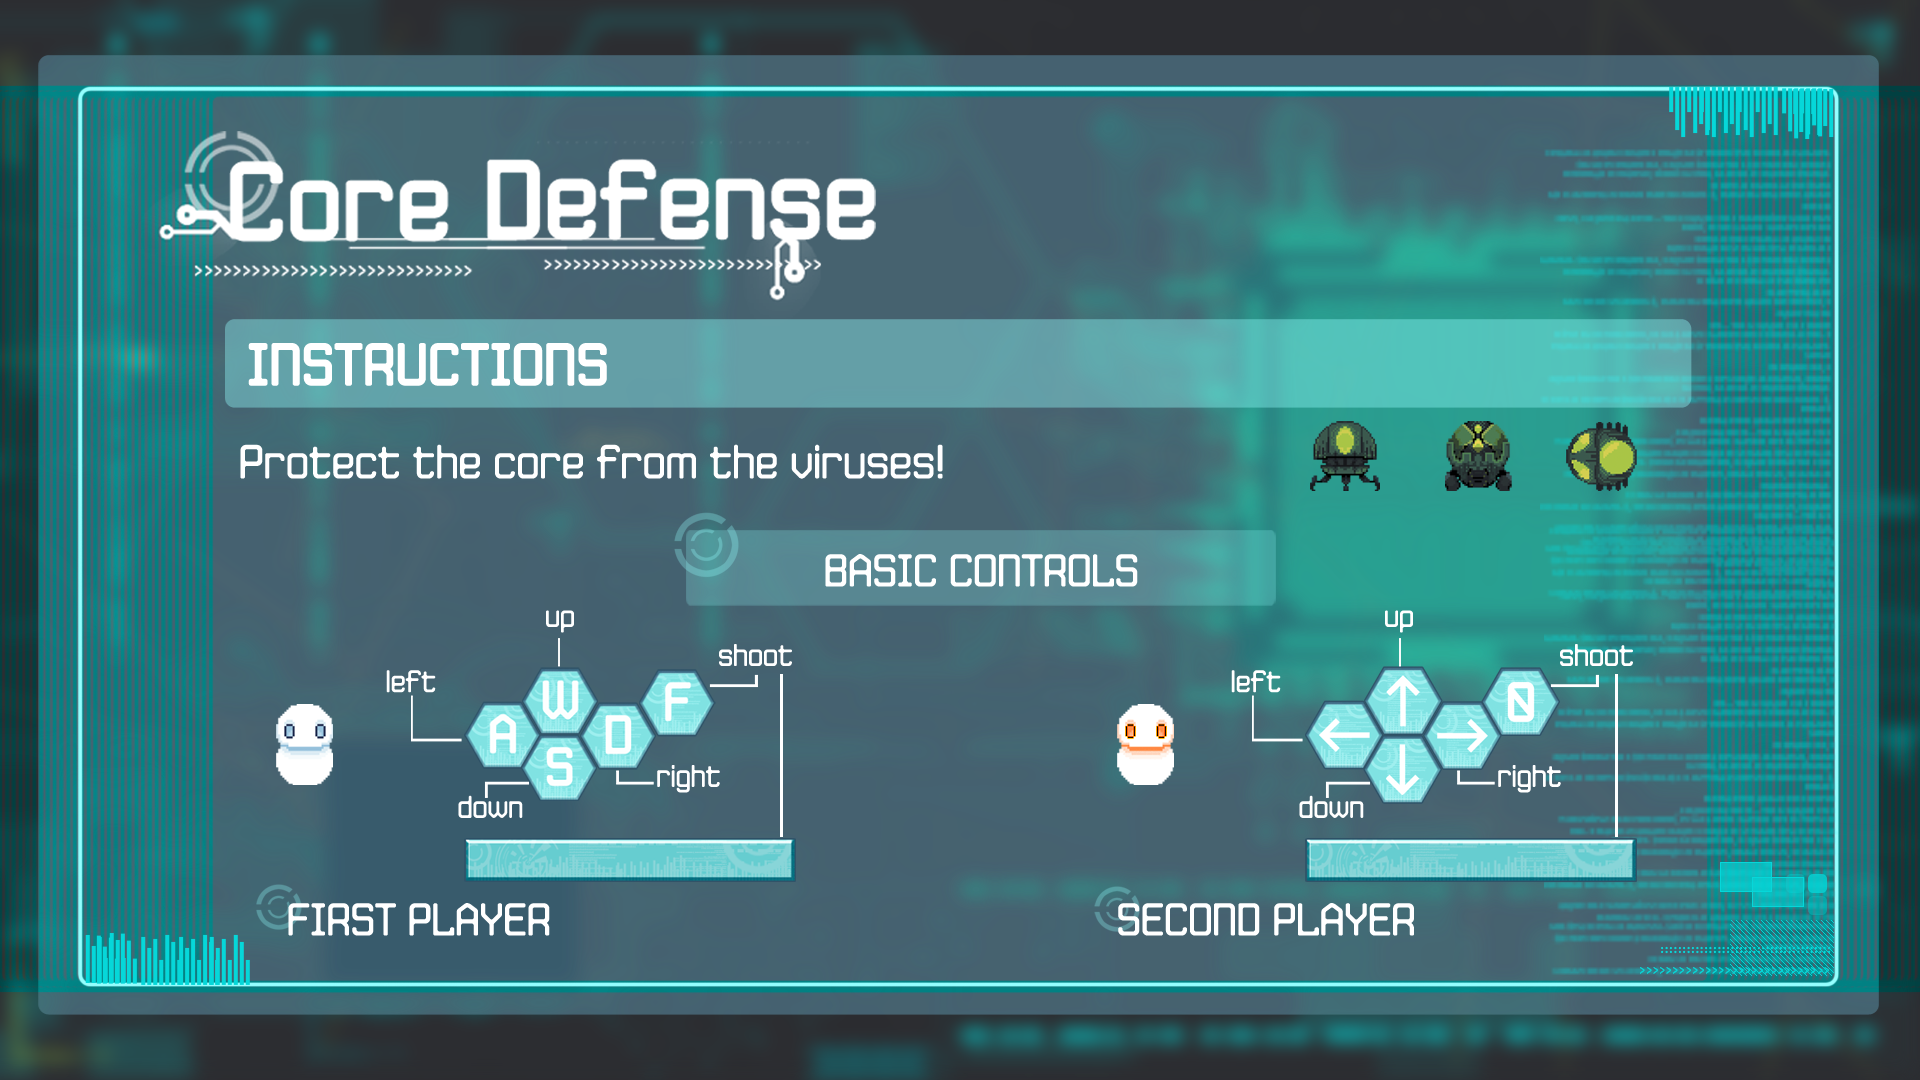 Core Defense
INSTRUCTIONS
Protect the core from the viruses!
BASIC CONTROLS
up
shoot
left
W
F
A
D
S
right
down
FIRST PLAYER
up
shoot
left
↑
0
←
→
↓
right
down
SECOND PLAYER